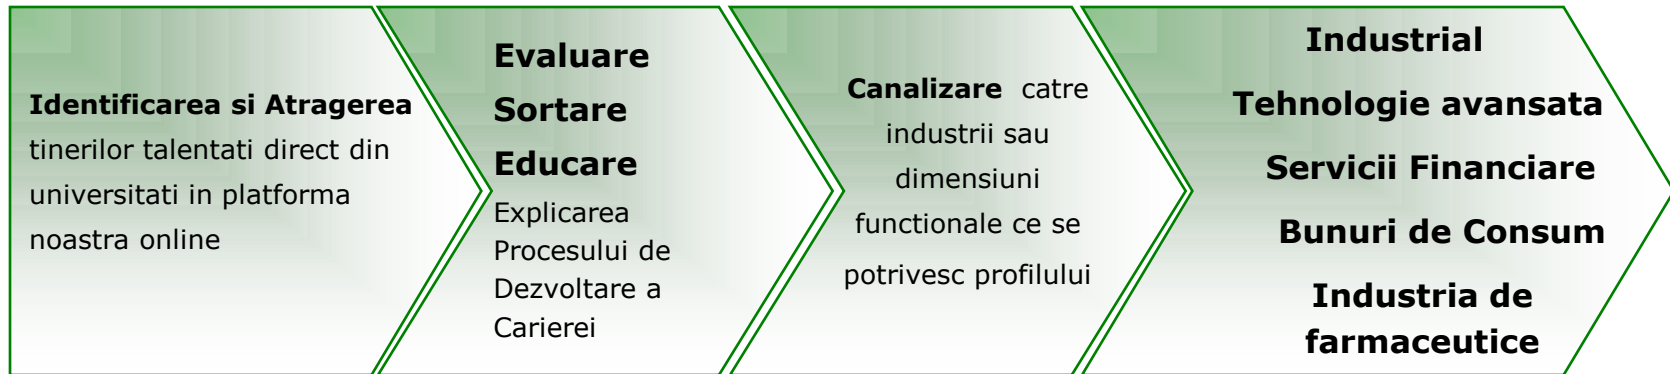 Identificarea si Atragerea
tinerilor talentati direct din
universitati in platforma
noastra online
Evaluare
Sortare
Educare
Explicarea
Procesului de
Dezvoltare a
Carierei
Canalizare catre
industrii sau
dimensiuni
functionale ce se
potrivesc profilului
Industrial
Tehnologie avansata
Servicii Financiare
Bunuri de Consum
Industria de
farmaceutice